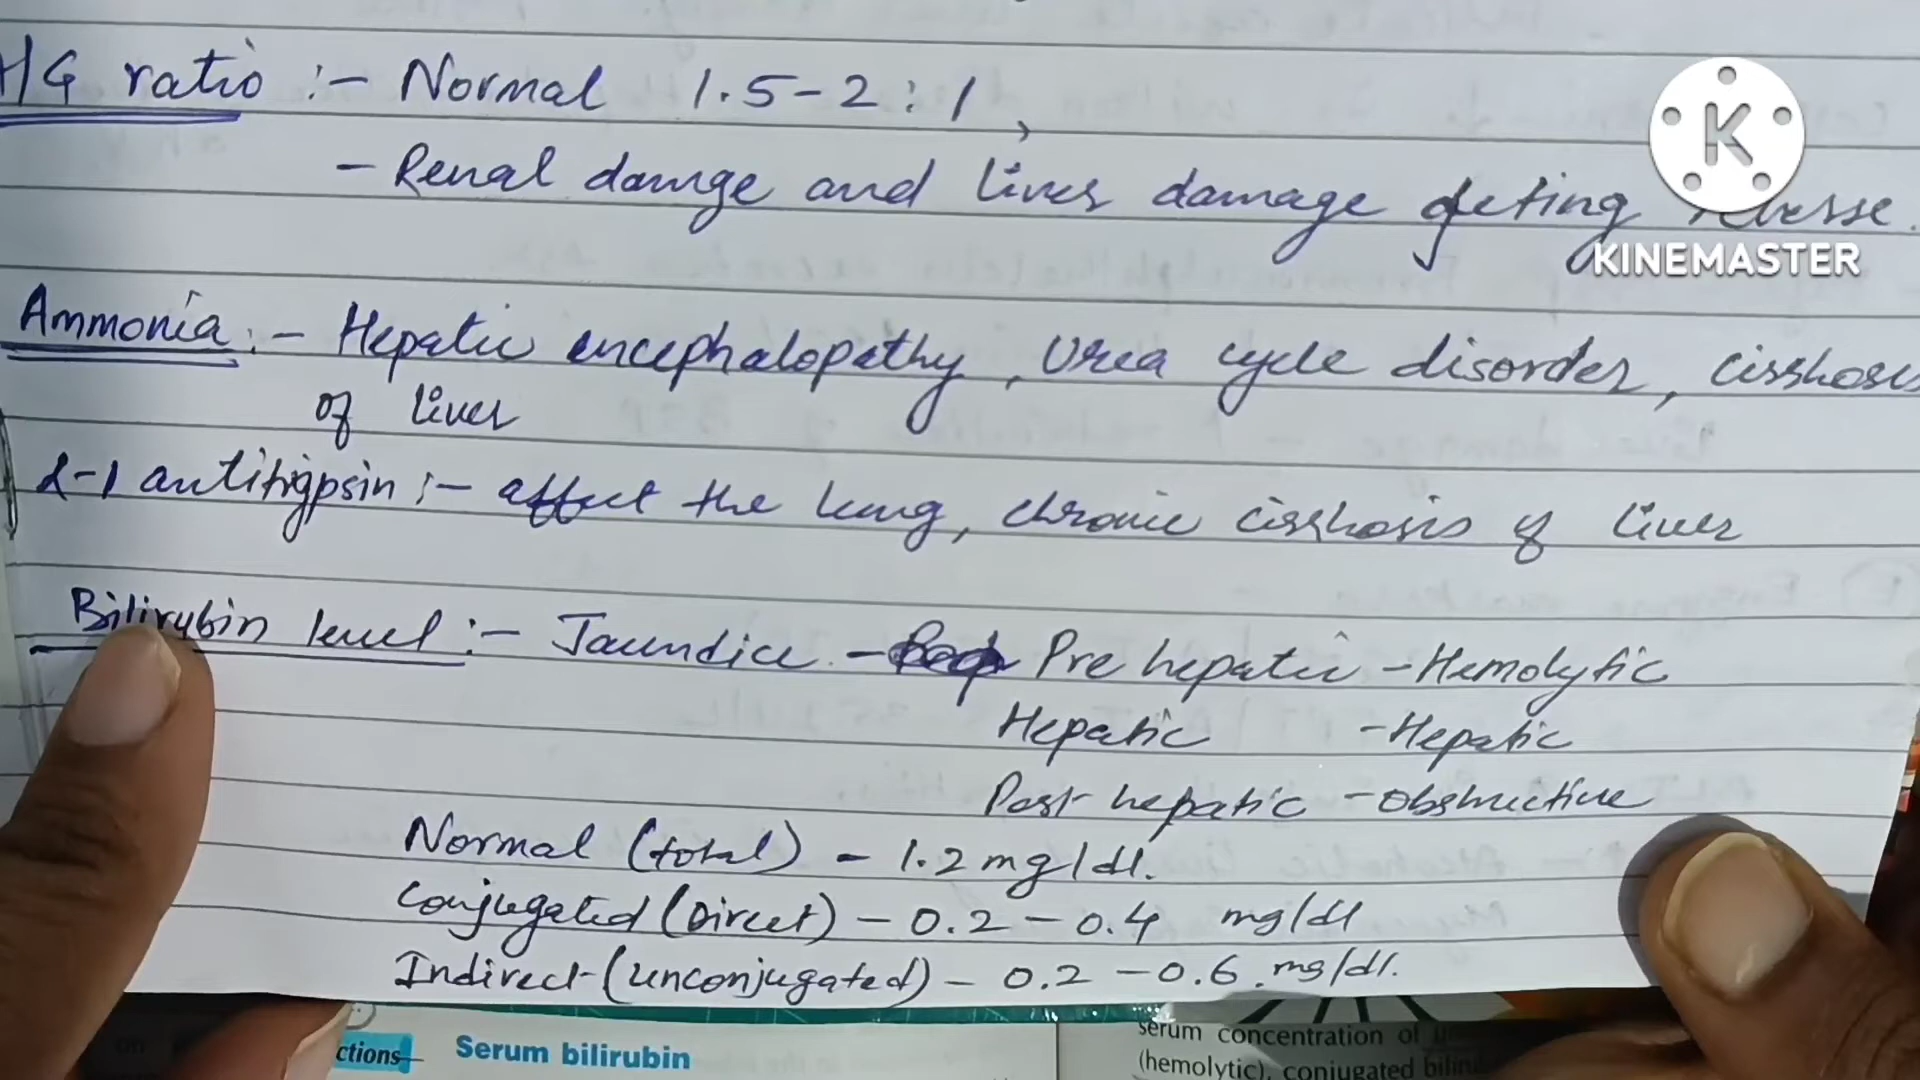 A/G ratio :- Normal 1.5-2:1,
- Renal damge and liver damage geting reverse.
KINEMASTER
Ammonia :- Hepatic encephalopathy, Urea cycle disorder, cirrhosis
of liver
α-1 antitrypsin :- affect the lung, chronic cirrhosis of liver
Bilirubin level :- Jaundice - Pre hepatic - Hemolytic
Hepatic - Hepatic
Post hepatic - Obstructive
Normal (total) - 1.2 mg/dl.
Conjugated (Direct) - 0.2 - 0.4 mg/dl
Indirect (unconjugated) - 0.2 - 0.6 mg/dl.
ctions Serum bilirubin
serum concentration of
(hemolytic), conjugated